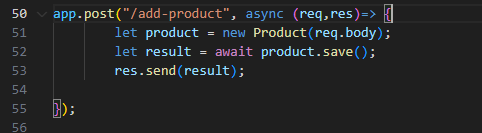 50 app.post("/add-product", async (req,res)=> {
51 let product = new Product(req.body);
52 let result = await product.save();
53 res.send(result);
54
55 });
56